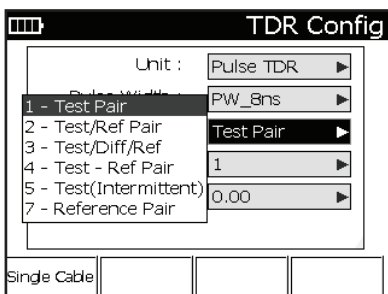 TDR Config
Unit : Pulse TDR
PW_8ns
1 - Test Pair
2 - Test/Ref Pair
Test Pair
3 - Test/Diff/Ref
4 - Test - Ref Pair
1
5 - Test(Intermittent)
0.00
7 - Reference Pair
Single Cable